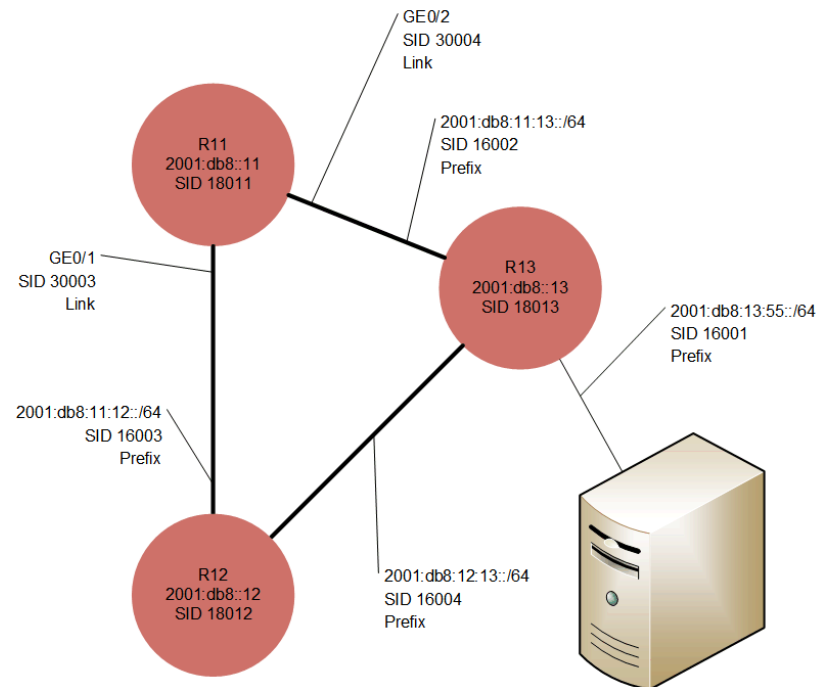 GE0/2
SID 30004
Link
2001:db8:11:13::/64
SID 16002
Prefix
R11
2001:db8::11
SID 18011
GE0/1
SID 30003
Link
R13
2001:db8::13
SID 18013
2001:db8:13:55::/64
SID 16001
Prefix
2001:db8:11:12::/64
SID 16003
Prefix
R12
2001:db8::12
SID 18012
2001:db8:12:13::/64
SID 16004
Prefix